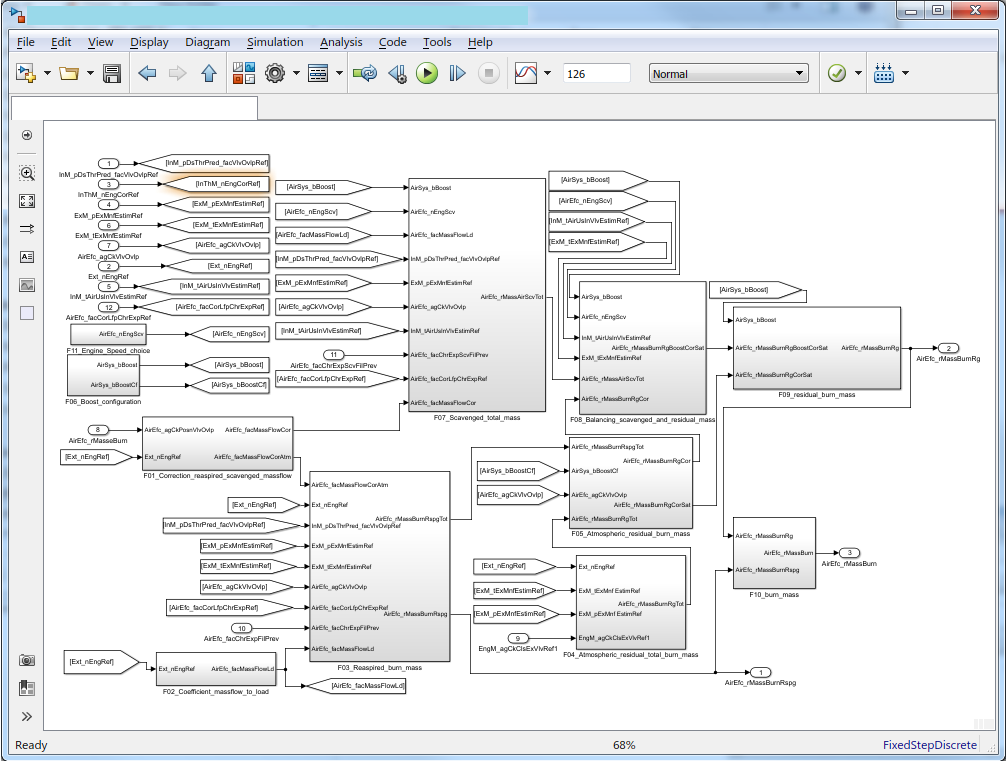 File Edit View Display Diagram Simulation Analysis Code Tools Help
126
Normal
1
[InM_pDsThrPred_facVlvOvlpRef]
InM_pDsThrPred_facVlvOvlpRef
3
[InThM_nEngCorRef]
InThM_nEngCorRef
4
[ExM_pExMnfEstimRef]
ExM_pExMnfEstimRef
6
[ExM_tExMnfEstimRef]
ExM_tExMnfEstimRef
7
[AirEfc_agCkVlvOvlp]
AirEfc_agCkVlvOvlp
2
[Ext_nEngRef]
Ext_nEngRef
5
[InM_tAirUsInVlvEstimRef]
InM_tAirUsInVlvEstimRef
12
[AirEfc_facCorLfpChrExpRef]
AirEfc_facCorLfpChrExpRef
AirEfc_nEngScv
[AirEfc_nEngScv]
F11_Engine_Speed_choice
AirSys_bBoost
[AirSys_bBoost]
AirSys_bBoostCf
[AirSys_bBoostCf]
F06_Boost_configuration
[AirSys_bBoost]
[AirEfc_nEngScv]
[AirEfc_facMassFlowLd]
[InM_pDsThrPred_facVlvOvlpRef]
[ExM_pExMnfEstimRef]
[AirEfc_agCkVlvOvlp]
[InM_tAirUsInVlvEstimRef]
11
AirEfc_facChrExpScvFilPrev
[AirEfc_facCorLfpChrExpRef]
AirSys_bBoost
AirEfc_nEngScv
AirEfc_facMassFlowLd
InM_pDsThrPred_facVlvOvlpRef
ExM_pExMnfEstimRef
AirEfc_rMassAirScvTot
AirEfc_agCkVlvOvlp
InM_tAirUsInVlvEstimRef
AirEfc_facChrExpScvFilPrev
AirEfc_facCorLfpChrExpRef
AirEfc_facMassFlowCor
F07_Scavenged_total_mass
[AirSys_bBoost]
[AirEfc_nEngScv]
[InM_tAirUsInVlvEstimRef]
[ExM_tExMnfEstimRef]
AirSys_bBoost
AirEfc_nEngScv
InM_tAirUsInVlvEstimRef
AirEfc_rMassBurnRgBoostCorSat
ExM_tExMnfEstimRef
AirEfc_rMassAirScvTot
AirEfc_rMassBurnRgCor
F08_Balancing_scavenged_and_residual_mass
[AirSys_bBoost]
AirSys_bBoost
AirEfc_rMassBurnRgBoostCorSat
AirEfc_rMassBurnRg
AirEfc_rMassBurnRgCorSat
F09_residual_burn_mass
2
AirEfc_rMassBurnRg
8
AirEfc_rMasseBurn
[Ext_nEngRef]
AirEfc_agCkPosnVlvOvlp
AirEfc_facMassFlowCor
Ext_nEngRef
AirEfc_facMassFlowCorAtm
F01_Correction_reaspired_scavenged_massflow
[Ext_nEngRef]
[InM_pDsThrPred_facVlvOvlpRef]
[ExM_pExMnfEstimRef]
[ExM_tExMnfEstimRef]
[AirEfc_agCkVlvOvlp]
[AirEfc_facCorLfpChrExpRef]
10
AirEfc_facChrExpFilPrev
AirEfc_facMassFlowCorAtm
Ext_nEngRef
AirEfc_rMassBurnRspgTot
InM_pDsThrPred_facVlvOvlpRef
ExM_pExMnfEstimRef
ExM_tExMnfEstimRef
AirEfc_agCkVlvOvlp
AirEfc_facCorLfpChrExpRef
AirEfc_rMassBurnRspg
AirEfc_facChrExpFilPrev
AirEfc_facMassFlowLd
F03_Reaspired_burn_mass
[Ext_nEngRef]
Ext_nEngRef
AirEfc_facMassFlowLd
F02_Coefficient_massflow_to_load
[AirEfc_facMassFlowLd]
[AirSys_bBoostCf]
[AirEfc_agCkVlvOvlp]
AirEfc_rMassBurnRspgTot
AirEfc_rMassBurnRgCor
AirSys_bBoostCf
AirEfc_agCkVlvOvlp
AirEfc_rMassBurnRgCorSat
AirEfc_rMassBurnRgTot
F05_Atmospheric_residual_burn_mass
[Ext_nEngRef]
[ExM_tExMnfEstimRef]
[ExM_pExMnfEstimRef]
9
EngM_agCkClsExVlvRef1
Ext_nEngRef
ExM_tExMnf EstimRef
AirEfc_rMassBurnRgTot
ExM_pExMnf EstimRef
EngM_agCkClsExVlvRef1
F04_Atmospheric_residual_total_burn_mass
AirEfc_rMassBurnRg
AirEfc_rMassBurn
AirEfc_rMassBurnRspg
F10_burn_mass
3
AirEfc_rMassBurn
1
AirEfc_rMassBurnRspg
Ready 68% FixedStepDiscrete